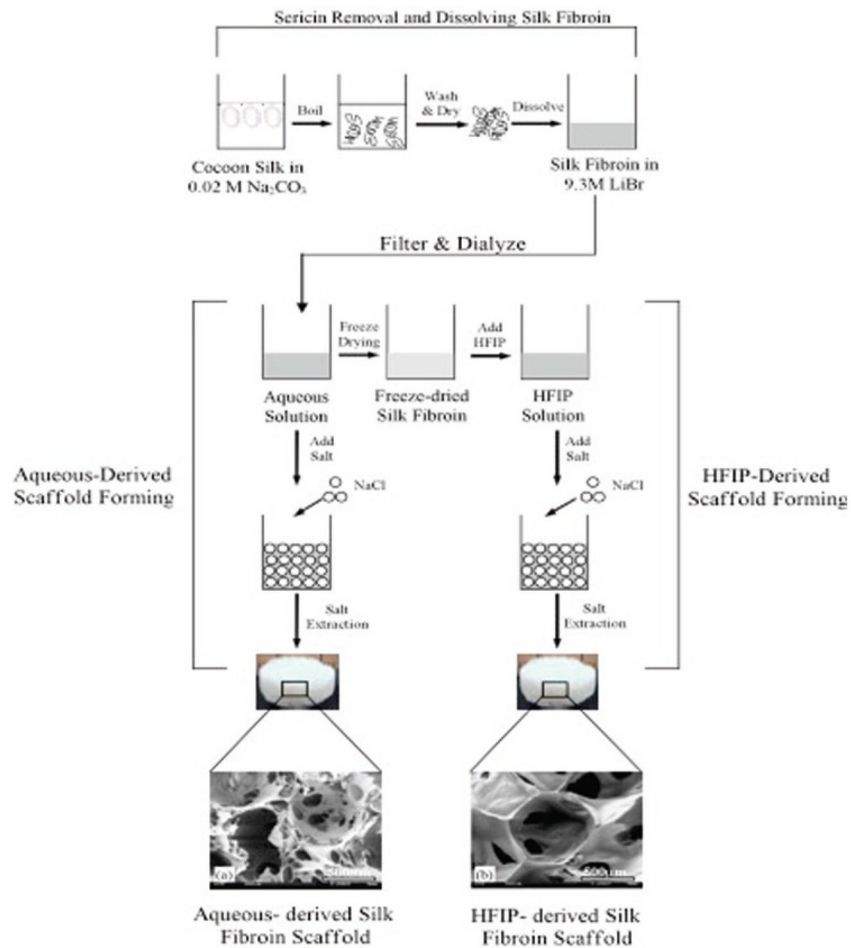 Sericin Removal and Dissolving Silk Fibroin
Boil
Wash
& Dry
Dissolve
Cocoon Silk in
0.02 M Na₂CO₃
Silk Fibroin in
9.3M LiBr
Filter & Dialyze
Freeze
Drying
Add
HFIP
Aqueous
Solution
Freeze-dried
Silk Fibroin
HFIP
Solution
Add
Salt
Add
Salt
NaCl
NaCl
Aqueous-Derived
Scaffold Forming
HFIP-Derived
Scaffold Forming
Salt
Extraction
Salt
Extraction
(a)
(b)
500μm
Aqueous- derived Silk
Fibroin Scaffold
HFIP- derived Silk
Fibroin Scaffold